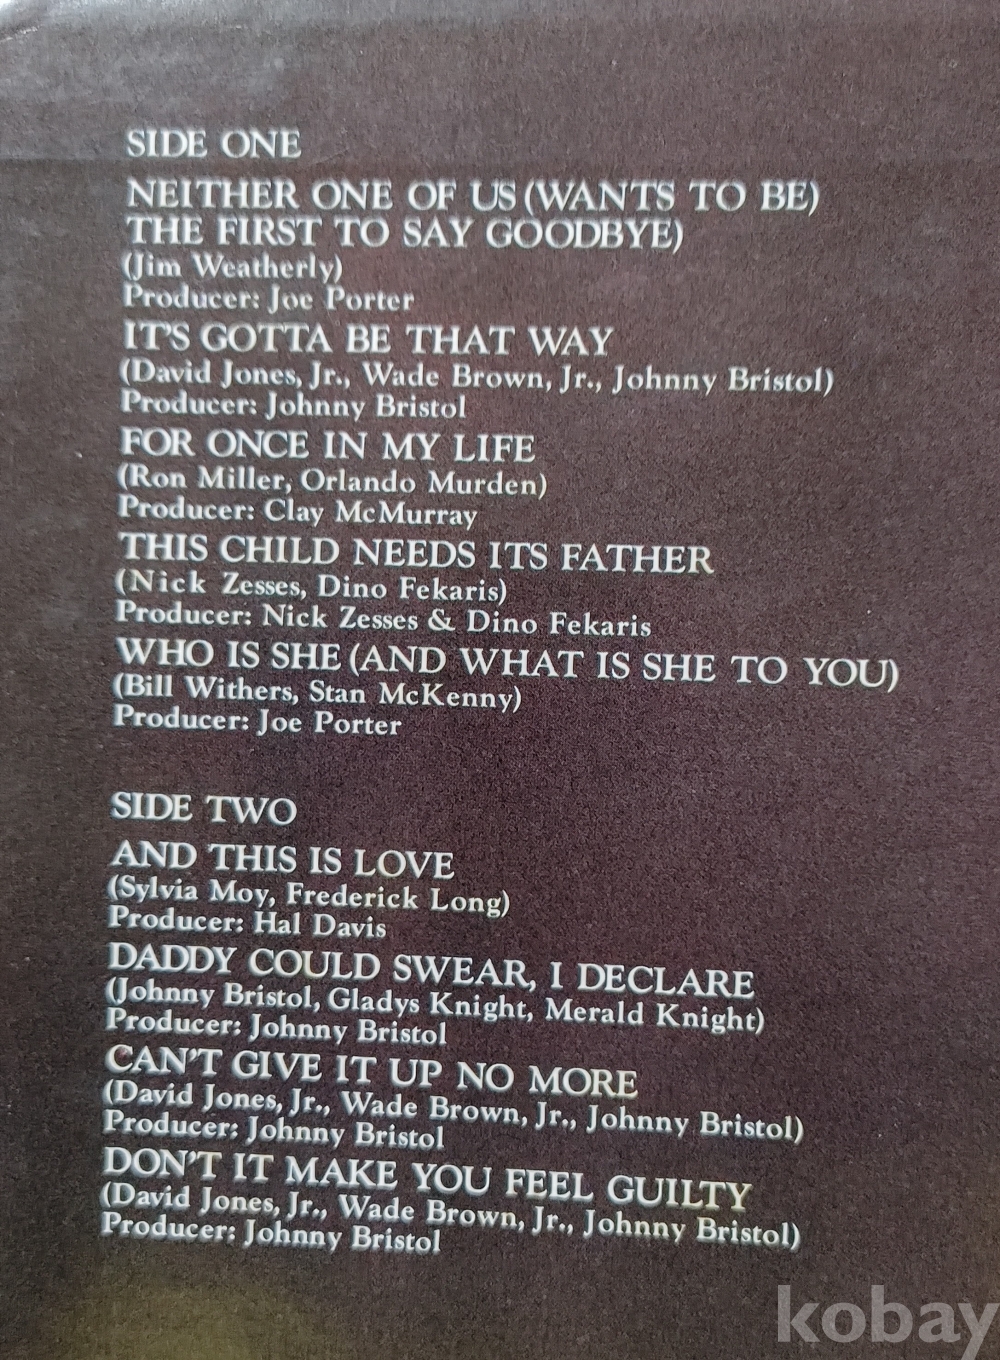 SIDE ONE
NEITHER ONE OF US (WANTS TO BE)
THE FIRST TO SAY GOODBYE)
(Jim Weatherly)
Producer: Joe Porter
IT'S GOTTA BE THAT WAY
(David Jones, Jr., Wade Brown, Jr., Johnny Bristol)
Producer: Johnny Bristol
FOR ONCE IN MY LIFE
(Ron Miller, Orlando Murden)
Producer: Clay McMurray
THIS CHILD NEEDS ITS FATHER
(Nick Zesses, Dino Fekaris)
Producer: Nick Zesses & Dino Fekaris
WHO IS SHE (AND WHAT IS SHE TO YOU)
(Bill Withers, Stan McKenny)
Producer: Joe Porter
SIDE TWO
AND THIS IS LOVE
(Sylvia Moy, Frederick Long)
Producer: Hal Davis
DADDY COULD SWEAR, I DECLARE
(Johnny Bristol, Gladys Knight, Merald Knight)
Producer: Johnny Bristol
CAN'T GIVE IT UP NO MORE
(David Jones, Jr., Wade Brown, Jr., Johnny Bristol)
Producer: Johnny Bristol
DON'T IT MAKE YOU FEEL GUILTY
(David Jones, Jr., Wade Brown, Jr., Johnny Bristol)
Producer: Johnny Bristol
kobay